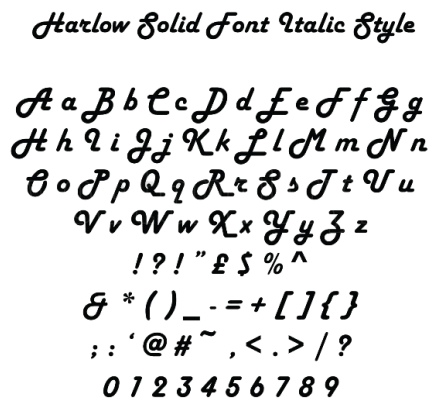 Harlow Solid Font Italic Style
A a B b C c D d E e F f G g
H h I i J j K k L l M m N n
O o P p Q q R r S s T t U u
V v W w X x Y y Z z
! ? ! " £ $ % ^
& * ( ) _ - = + [ ] { }
; : ' @ # ~ , < . > / ?
0 1 2 3 4 5 6 7 8 9